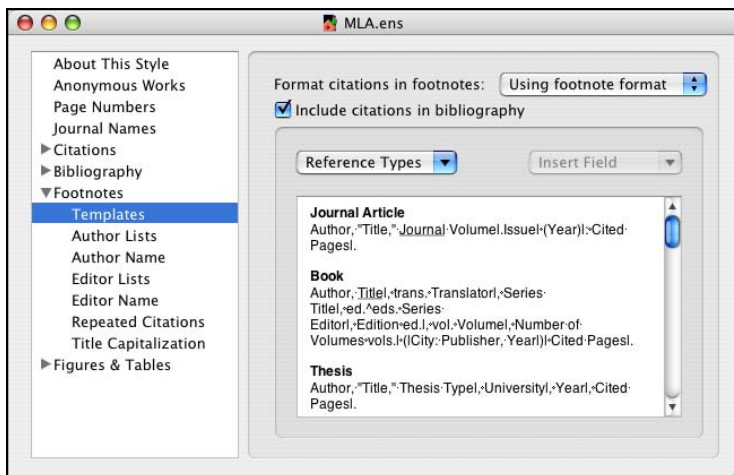 MLA.ens
About This Style
Anonymous Works
Page Numbers
Journal Names
Citations
Bibliography
Footnotes
Templates
Author Lists
Author Name
Editor Lists
Editor Name
Repeated Citations
Title Capitalization
Figures & Tables
Format citations in footnotes: Using footnote format
Include citations in bibliography
Reference Types Insert Field
Journal Article
Author,·"Title,"·Journal·Volume|.Issue|◦(Year)|:◦Cited·
Pages|.
Book
Author,·Title|,◦trans.◦Translator|,◦Series·
Title|,◦ed.^eds.◦Series·
Editor|,◦Edition◦ed.|,◦vol.◦Volume|,◦Number·of·
Volumes◦vols.|◦(|City:·Publisher,·Year|)|◦Cited·Pages|.
Thesis
Author,·"Title,"·Thesis·Type|,◦University|,◦Year|,◦Cited·
Pages|.